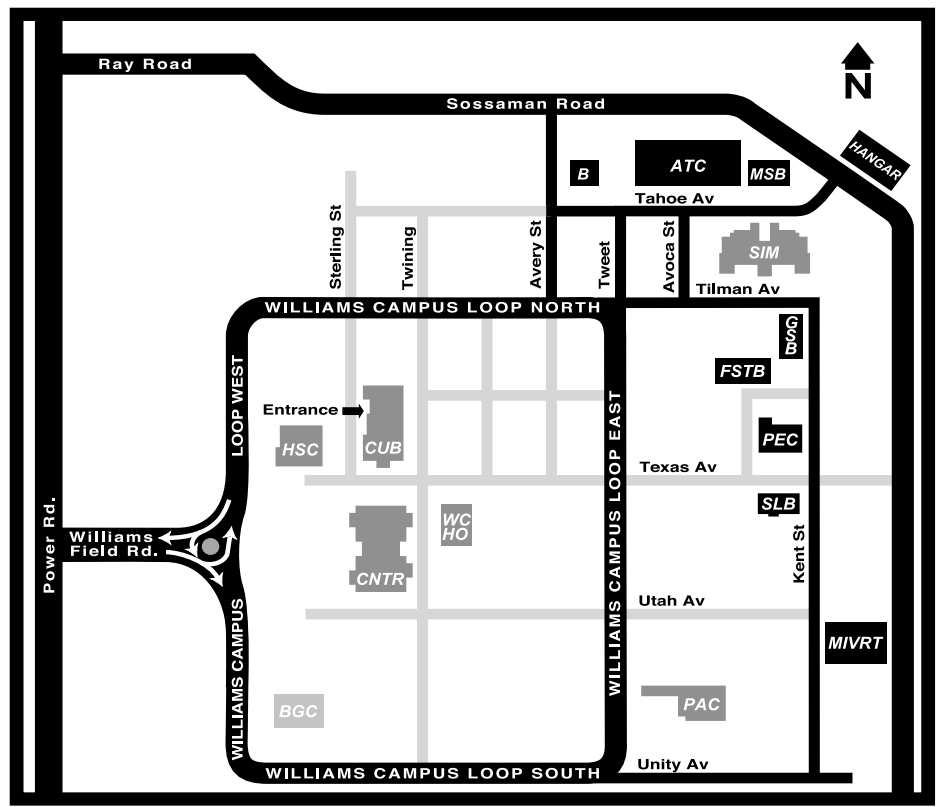 Ray Road
Sossaman Road
N
HANGAR
B
ATC
MSB
Tahoe Av
Sterling St
Twining
Avery St
Tweet
Avoca St
SIM
Tilman Av
WILLIAMS CAMPUS LOOP NORTH
GSB
FSTB
LOOP WEST
Entrance
HSC
CUB
PEC
WILLIAMS CAMPUS LOOP EAST
Texas Av
SLB
WC
HO
Williams
Field Rd.
Power Rd.
CNTR
Kent St
Utah Av
WILLIAMS CAMPUS
MIVRT
BGC
PAC
WILLIAMS CAMPUS LOOP SOUTH
Unity Av